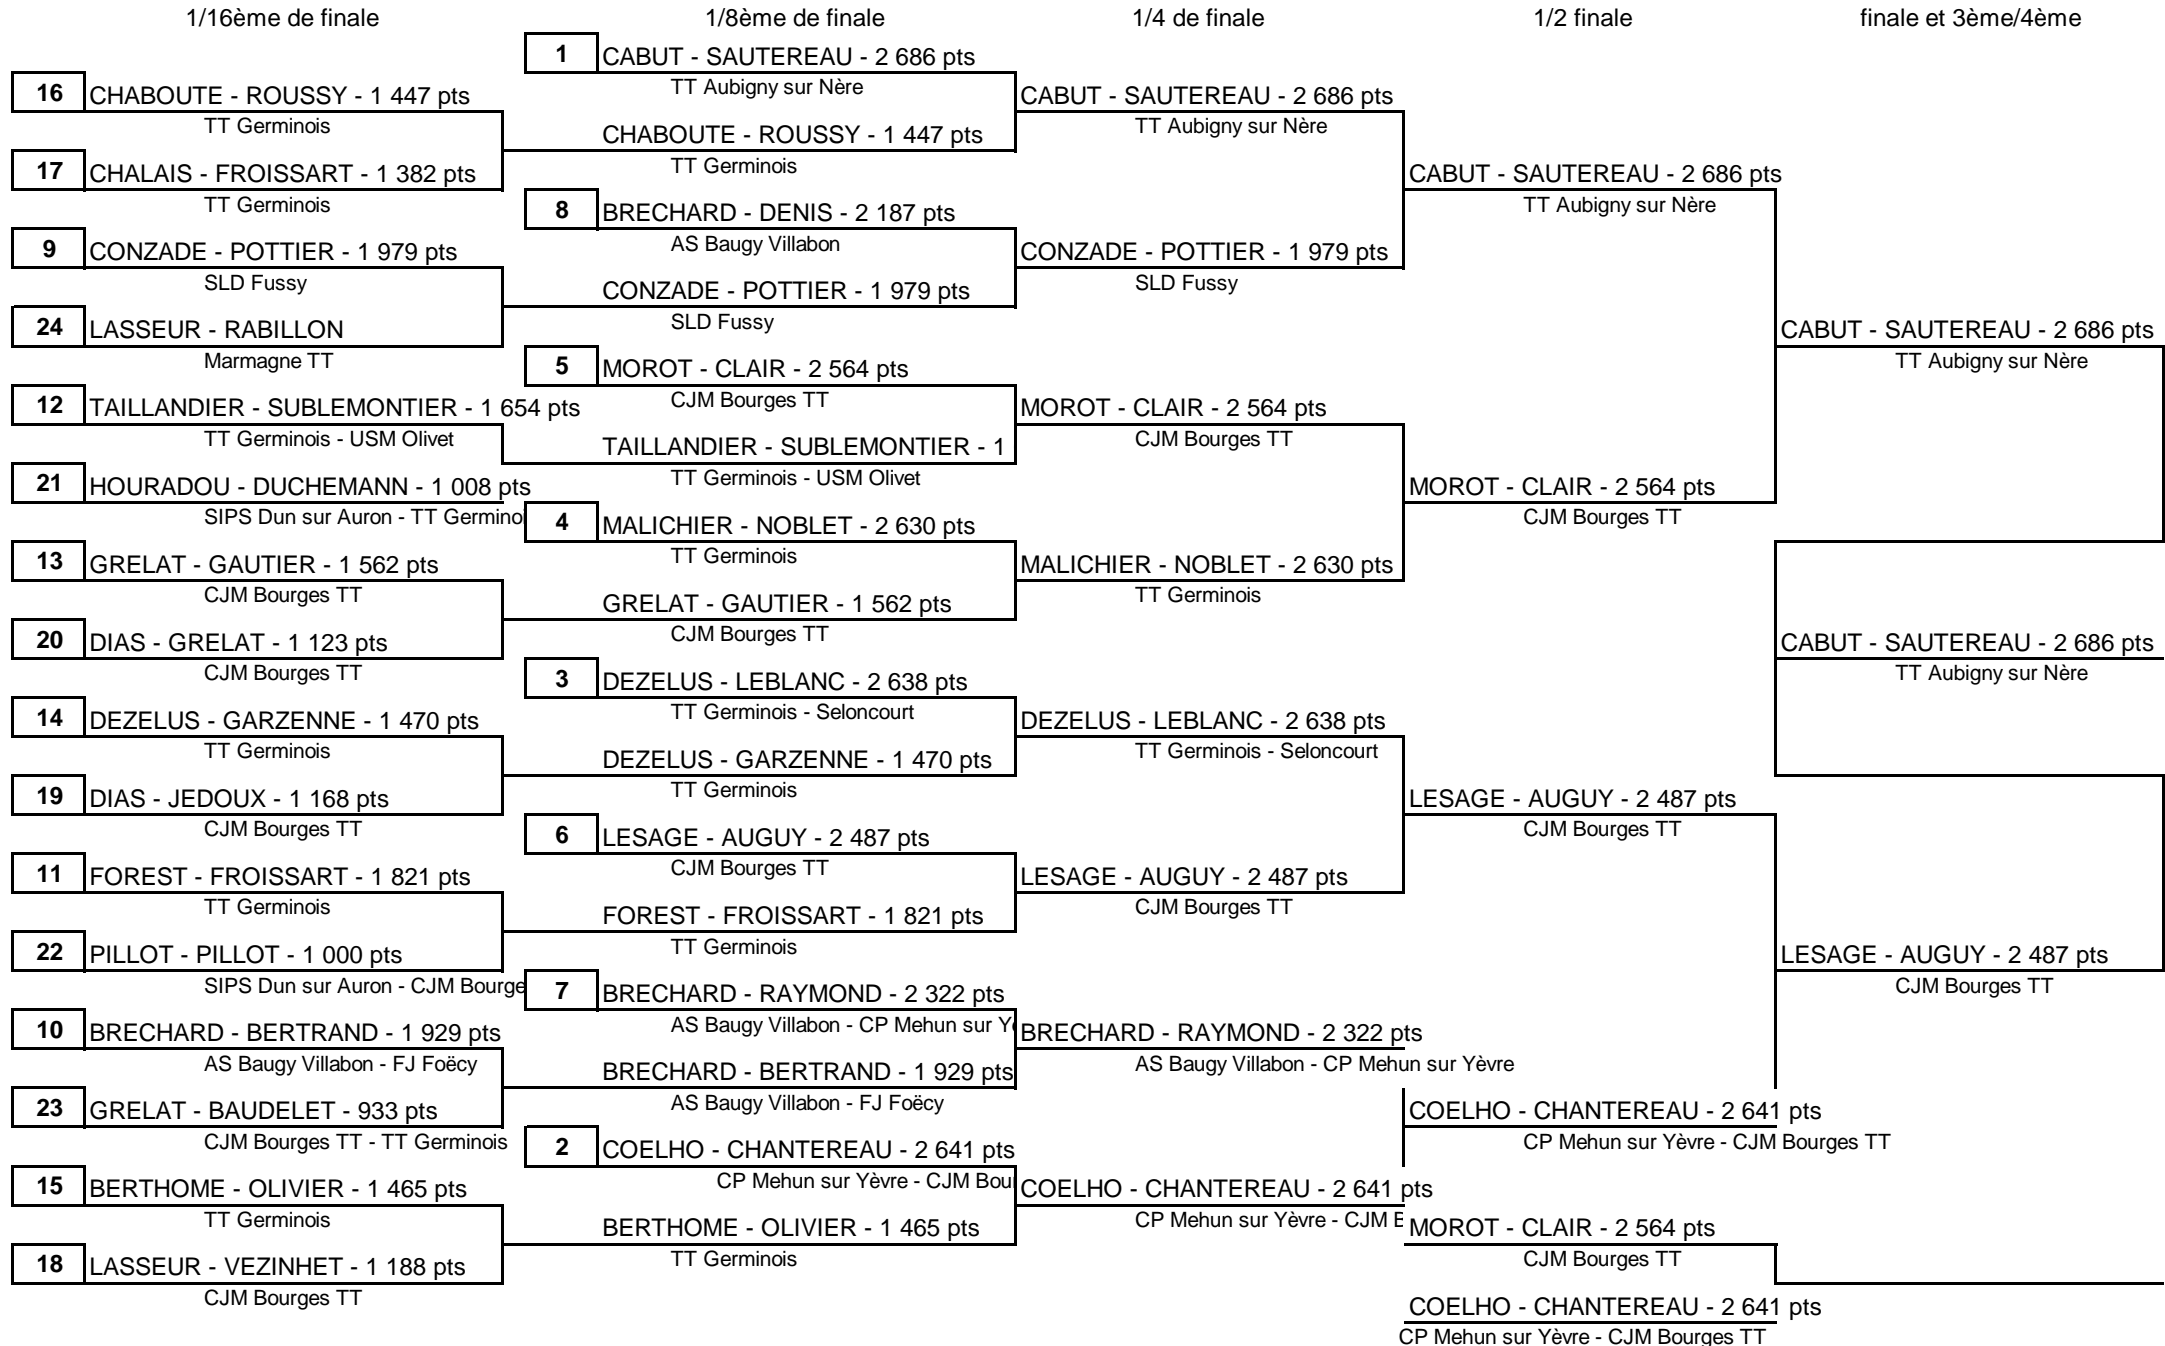 1/16ème de finale
1/8ème de finale
1/4 de finale
1/2 finale
finale et 3ème/4ème
16 CHABOUTE - ROUSSY - 1 447 pts
TT Germinois
17 CHALAIS - FROISSART - 1 382 pts
TT Germinois
9 CONZADE - POTTIER - 1 979 pts
SLD Fussy
24 LASSEUR - RABILLON
Marmagne TT
12 TAILLANDIER - SUBLEMONTIER - 1 654 pts
TT Germinois - USM Olivet
21 HOURADOU - DUCHEMANN - 1 008 pts
SIPS Dun sur Auron - TT Germino
13 GRELAT - GAUTIER - 1 562 pts
CJM Bourges TT
20 DIAS - GRELAT - 1 123 pts
CJM Bourges TT
14 DEZELUS - GARZENNE - 1 470 pts
TT Germinois
19 DIAS - JEDOUX - 1 168 pts
CJM Bourges TT
11 FOREST - FROISSART - 1 821 pts
TT Germinois
22 PILLOT - PILLOT - 1 000 pts
SIPS Dun sur Auron - CJM Bourge
10 BRECHARD - BERTRAND - 1 929 pts
AS Baugy Villabon - FJ Foëcy
23 GRELAT - BAUDELET - 933 pts
CJM Bourges TT - TT Germinois
15 BERTHOME - OLIVIER - 1 465 pts
TT Germinois
18 LASSEUR - VEZINHET - 1 188 pts
CJM Bourges TT
1 CABUT - SAUTEREAU - 2 686 pts
TT Aubigny sur Nère
CHABOUTE - ROUSSY - 1 447 pts
TT Germinois
8 BRECHARD - DENIS - 2 187 pts
AS Baugy Villabon
CONZADE - POTTIER - 1 979 pts
SLD Fussy
5 MOROT - CLAIR - 2 564 pts
CJM Bourges TT
TAILLANDIER - SUBLEMONTIER - 1
TT Germinois - USM Olivet
4 MALICHIER - NOBLET - 2 630 pts
TT Germinois
GRELAT - GAUTIER - 1 562 pts
CJM Bourges TT
3 DEZELUS - LEBLANC - 2 638 pts
TT Germinois - Seloncourt
DEZELUS - GARZENNE - 1 470 pts
TT Germinois
6 LESAGE - AUGUY - 2 487 pts
CJM Bourges TT
FOREST - FROISSART - 1 821 pts
TT Germinois
7 BRECHARD - RAYMOND - 2 322 pts
AS Baugy Villabon - CP Mehun sur Y
BRECHARD - BERTRAND - 1 929 pts
AS Baugy Villabon - FJ Foëcy
2 COELHO - CHANTEREAU - 2 641 pts
CP Mehun sur Yèvre - CJM Bou
BERTHOME - OLIVIER - 1 465 pts
TT Germinois
CABUT - SAUTEREAU - 2 686 pts
TT Aubigny sur Nère
CONZADE - POTTIER - 1 979 pts
SLD Fussy
MOROT - CLAIR - 2 564 pts
CJM Bourges TT
MALICHIER - NOBLET - 2 630 pts
TT Germinois
DEZELUS - LEBLANC - 2 638 pts
TT Germinois - Seloncourt
LESAGE - AUGUY - 2 487 pts
CJM Bourges TT
BRECHARD - RAYMOND - 2 322 pts
AS Baugy Villabon - CP Mehun sur Yèvre
COELHO - CHANTEREAU - 2 641 pts
CP Mehun sur Yèvre - CJM B
CABUT - SAUTEREAU - 2 686 pts
TT Aubigny sur Nère
MOROT - CLAIR - 2 564 pts
CJM Bourges TT
LESAGE - AUGUY - 2 487 pts
CJM Bourges TT
COELHO - CHANTEREAU - 2 641 pts
CP Mehun sur Yèvre - CJM Bourges TT
MOROT - CLAIR - 2 564 pts
CJM Bourges TT
COELHO - CHANTEREAU - 2 641 pts
CP Mehun sur Yèvre - CJM Bourges TT
CABUT - SAUTEREAU - 2 686 pts
TT Aubigny sur Nère
CABUT - SAUTEREAU - 2 686 pts
TT Aubigny sur Nère
LESAGE - AUGUY - 2 487 pts
CJM Bourges TT